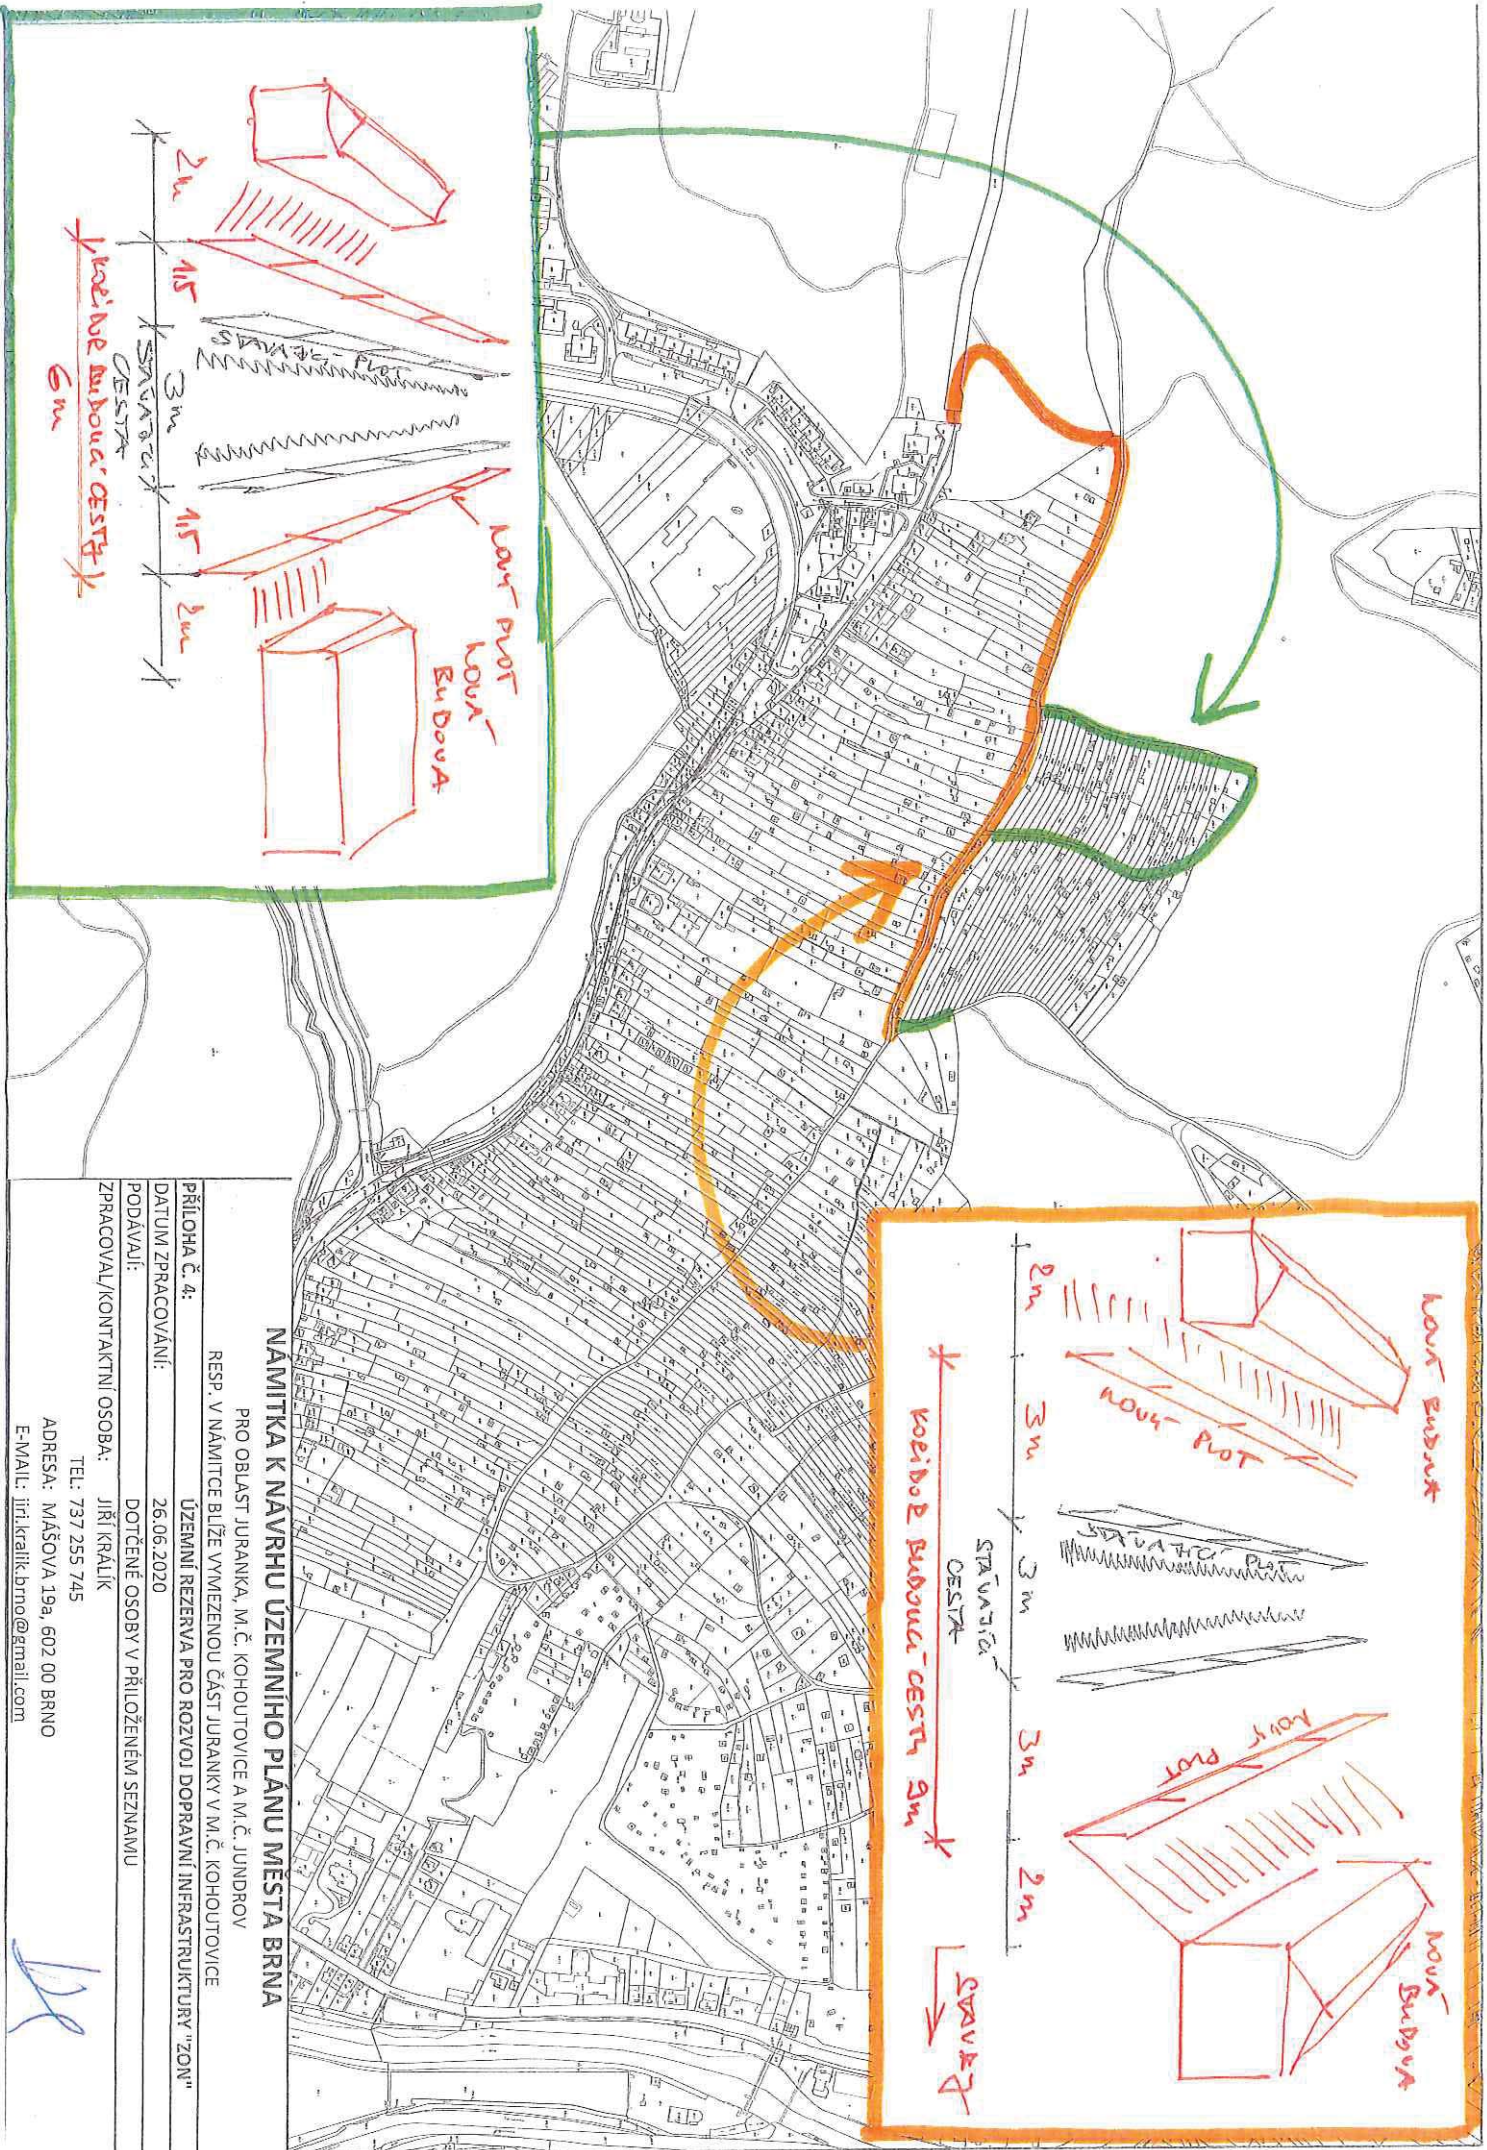 2m
1,5
3m
1,5
2m
STÁVAJÍCÍ PLOT
STÁVAJÍCÍ
CESTA
KORIDOR BUDOUCÍ CESTY
6m
NOVÝ PLOT
NOVÁ
BUDOVA
NOVÁ BUDOVA
NOVÝ PLOT
STÁVAJÍCÍ PLOT
NOVÝ
PLOT
NOVÁ
BUDOVA
2m
3m
3m
3m
2m
STÁVAJÍCÍ
CESTA
KORIDOR BUDOUCÍ CESTY 9m
STAVBY
NÁMITKA K NÁVRHU ÚZEMNÍHO PLÁNU MĚSTA BRNA
PRO OBLAST JURANKA, M.Č. KOHOUTOVICE A M.Č. JUNDROV
RESP. V NÁMITCE BLÍŽE VYMEZENOU ČÁST JURANKY V M.Č. KOHOUTOVICE
PŘÍLOHA Č. 4: ÚZEMNÍ REZERVA PRO ROZVOJ DOPRAVNÍ INFRASTRUKTURY "ZON"
DATUM ZPRACOVÁNÍ: 26.06.2020
PODÁVAJÍ: DOTČENÉ OSOBY V PŘILOŽENÉM SEZNAMU
ZPRACOVAL/KONTAKTNÍ OSOBA: JIŘÍ KRÁLÍK
TEL: 737 255 745
ADRESA: MÁŠOVA 19a, 602 00 BRNO
E-MAIL: jiri.kralik.brno@gmail.com